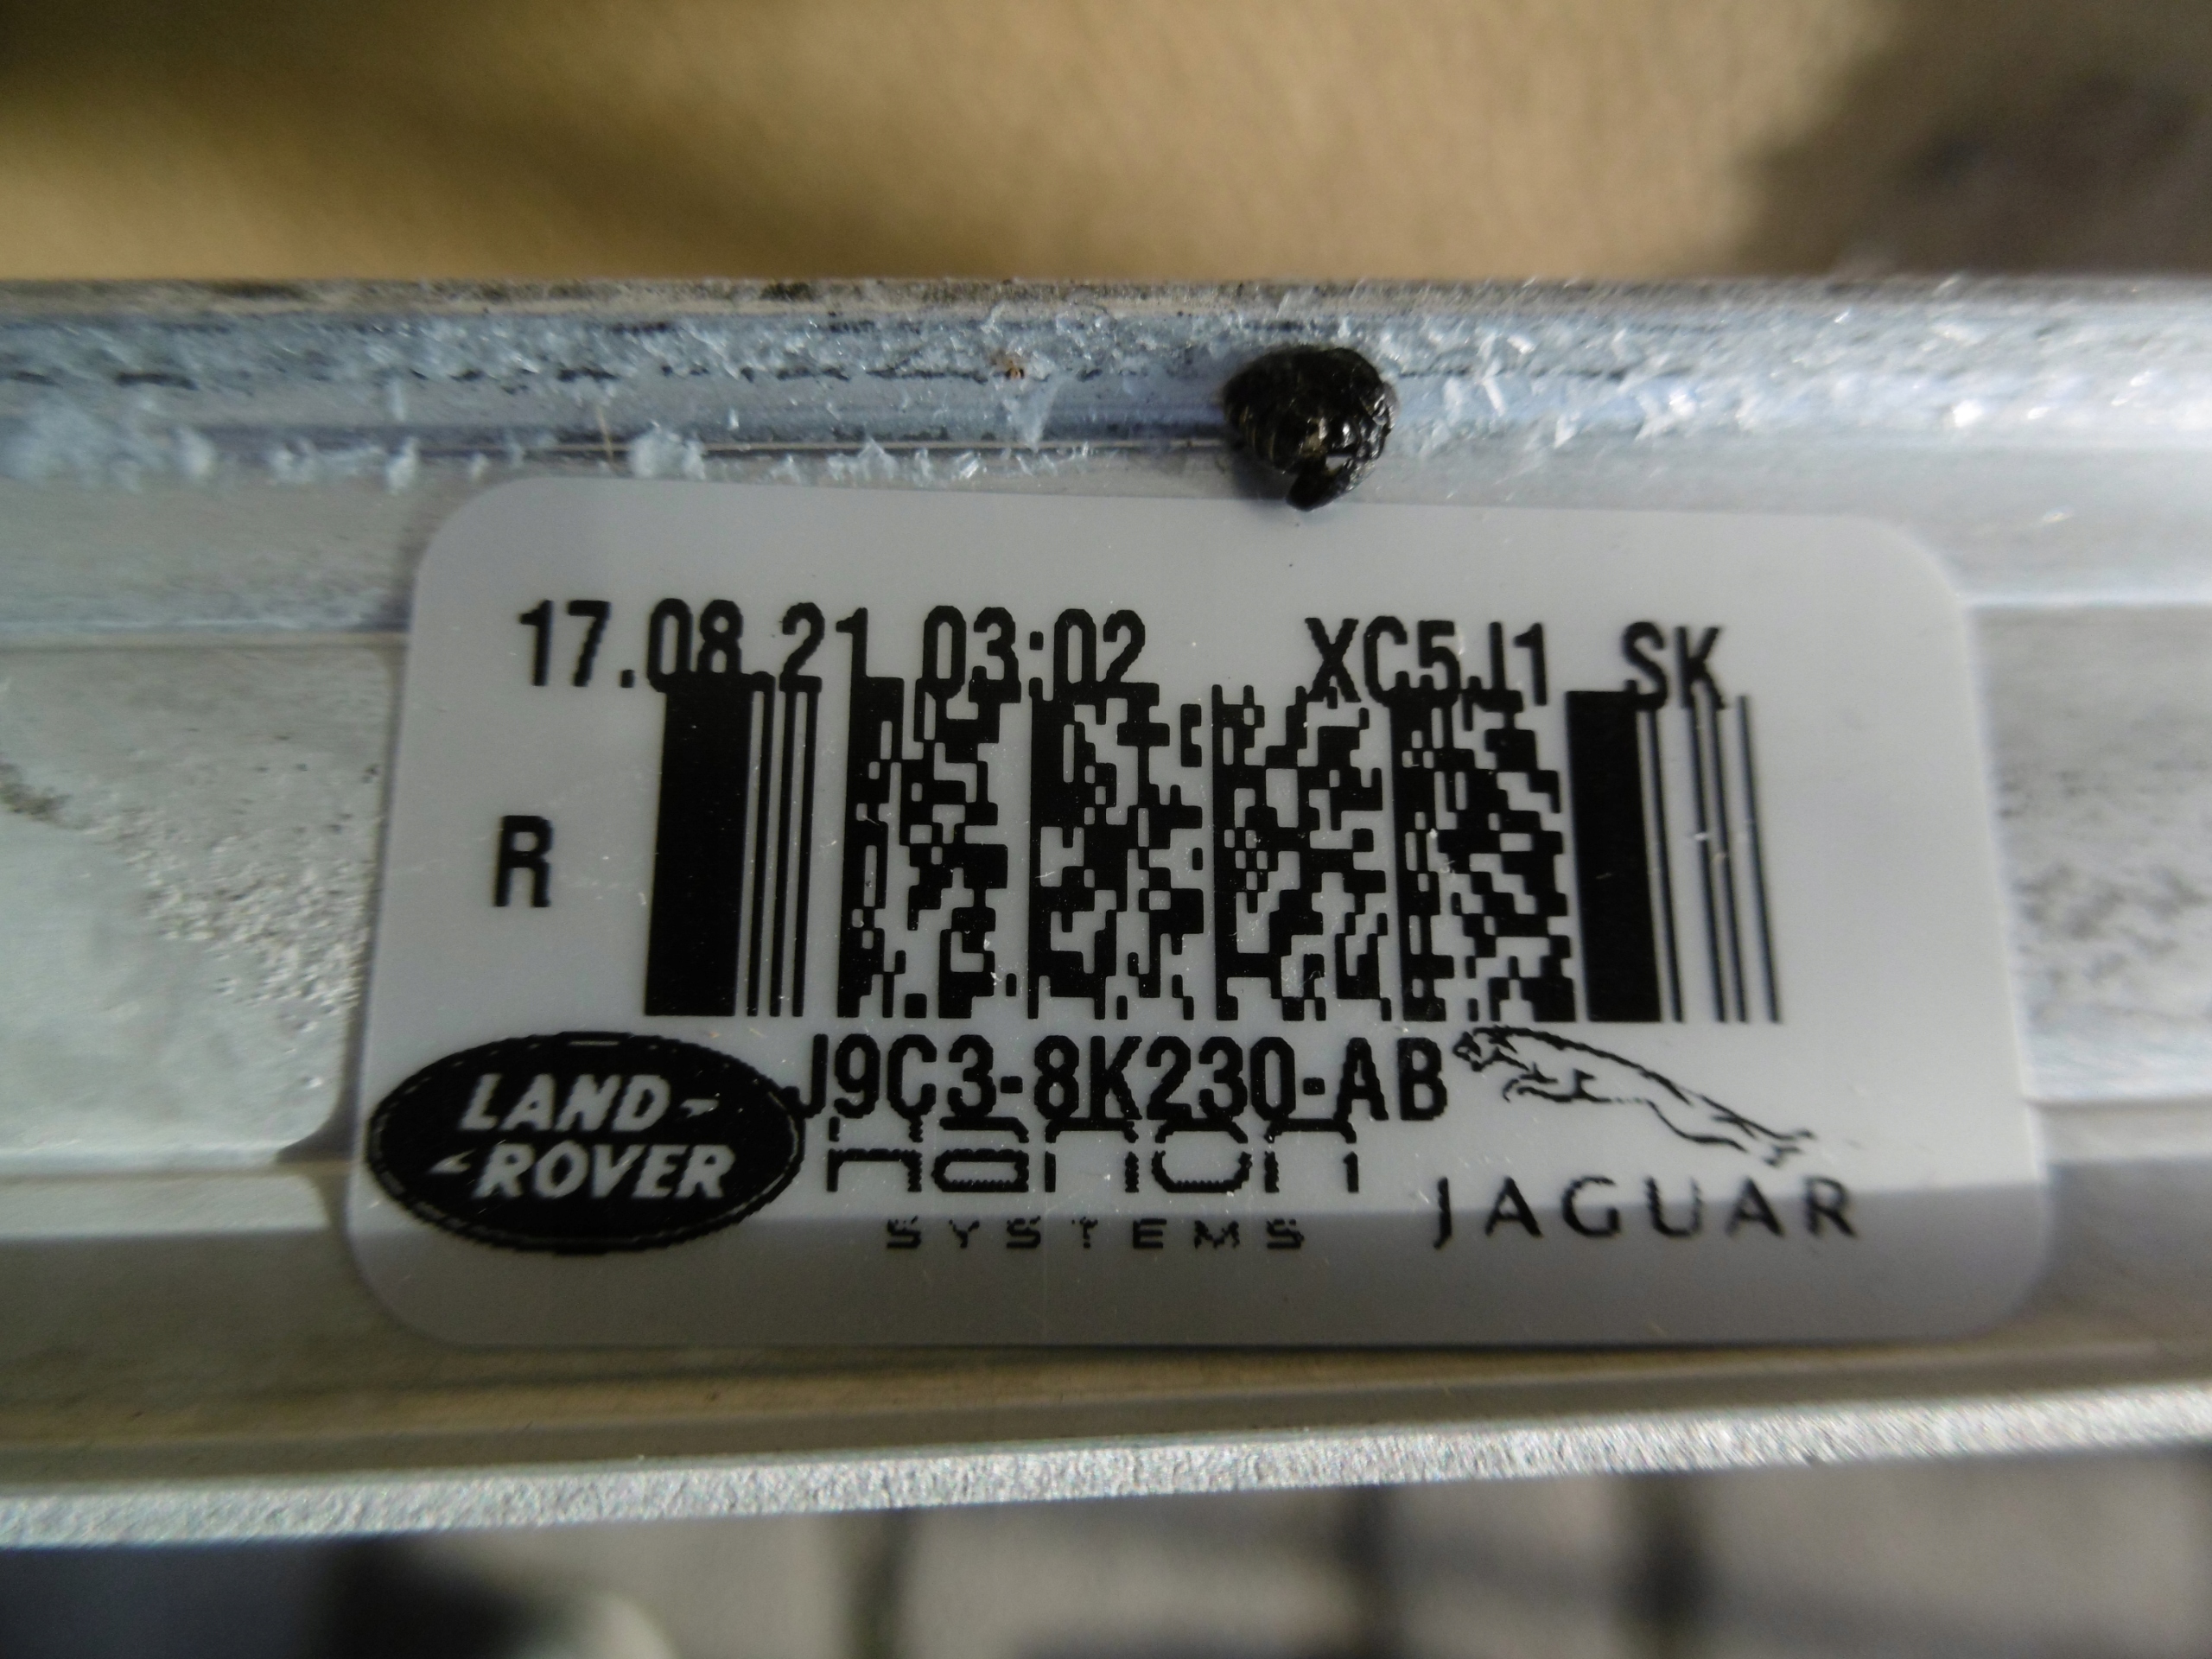 17.08.21 03:02 XC5J1 SK
R
J9C3-8K230-AB
LAND-
-ROVER
hanon
SYSTEMS
JAGUAR